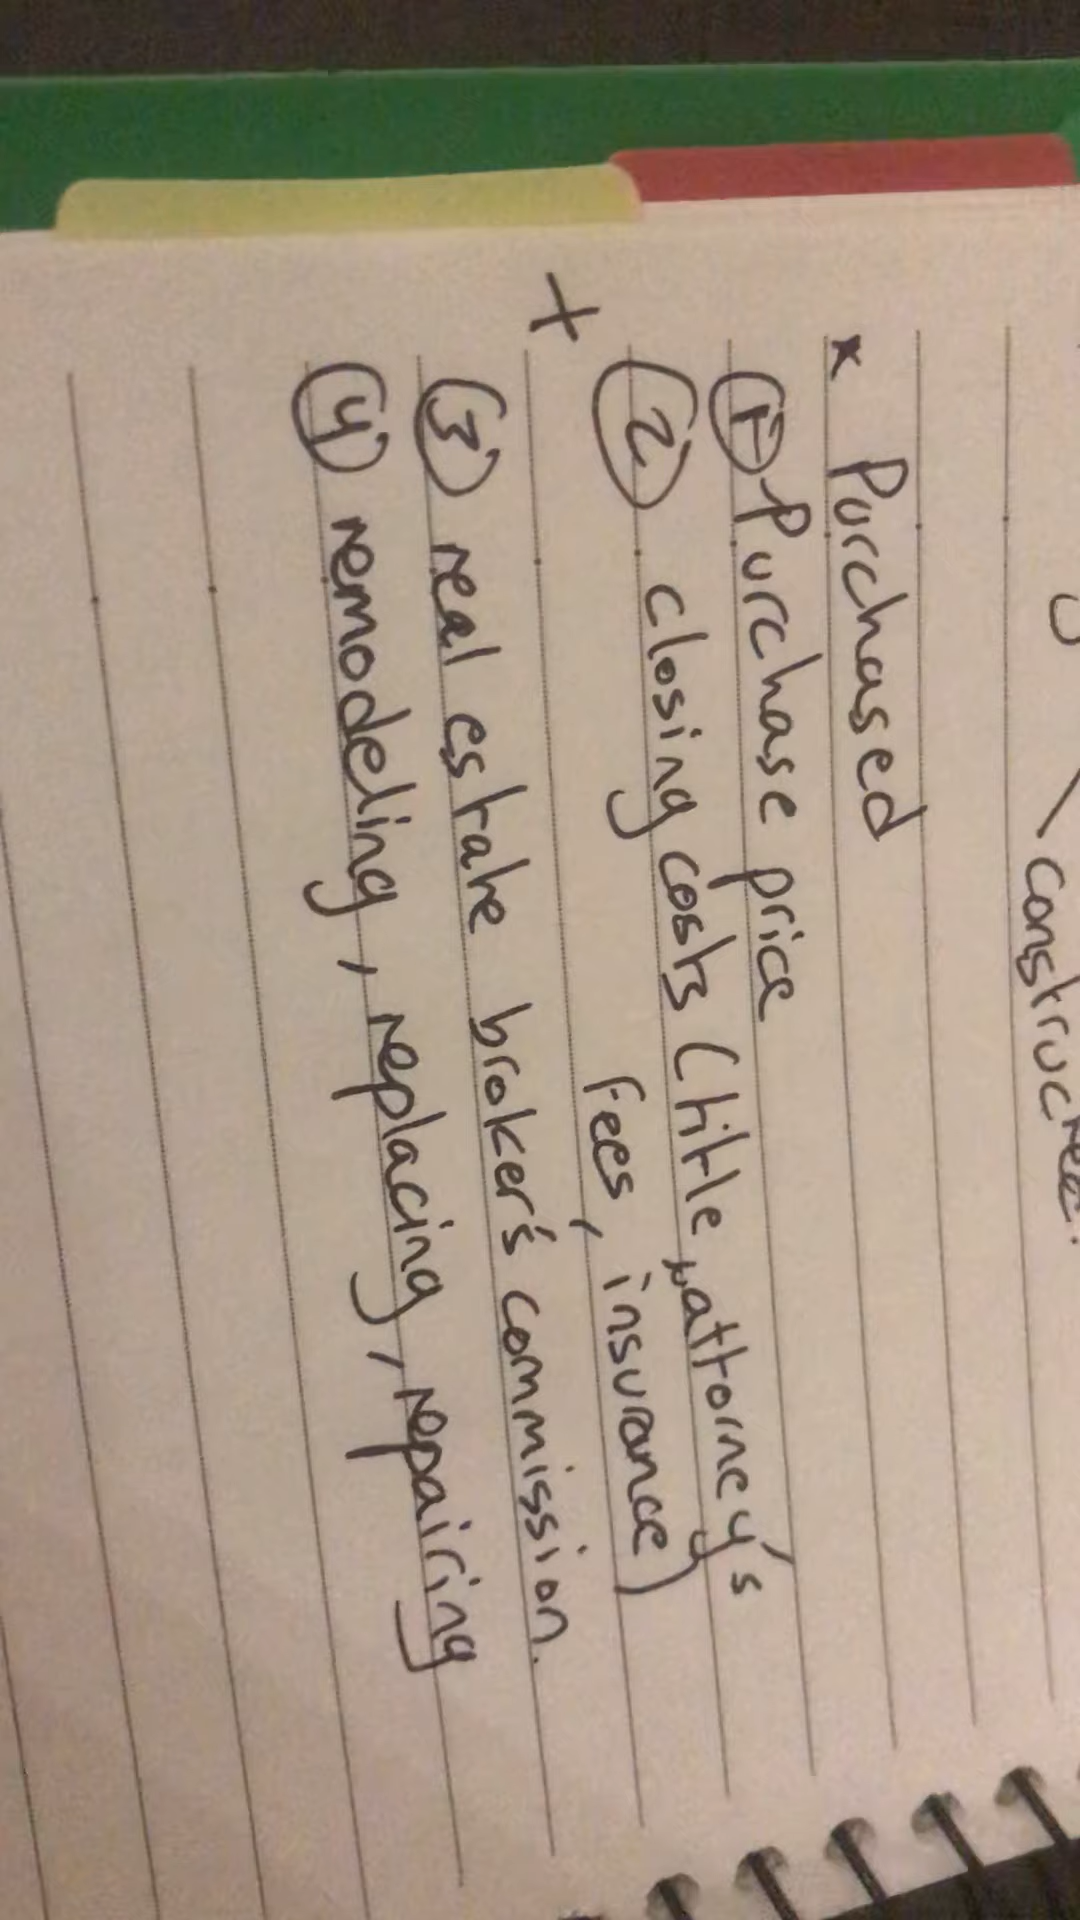 constructed.
x Purchased
① Purchase price
② closing costs (title, attorney's
fees, insurance)
+
③ real estate broker's commission.
④ remodeling, replacing, repairing